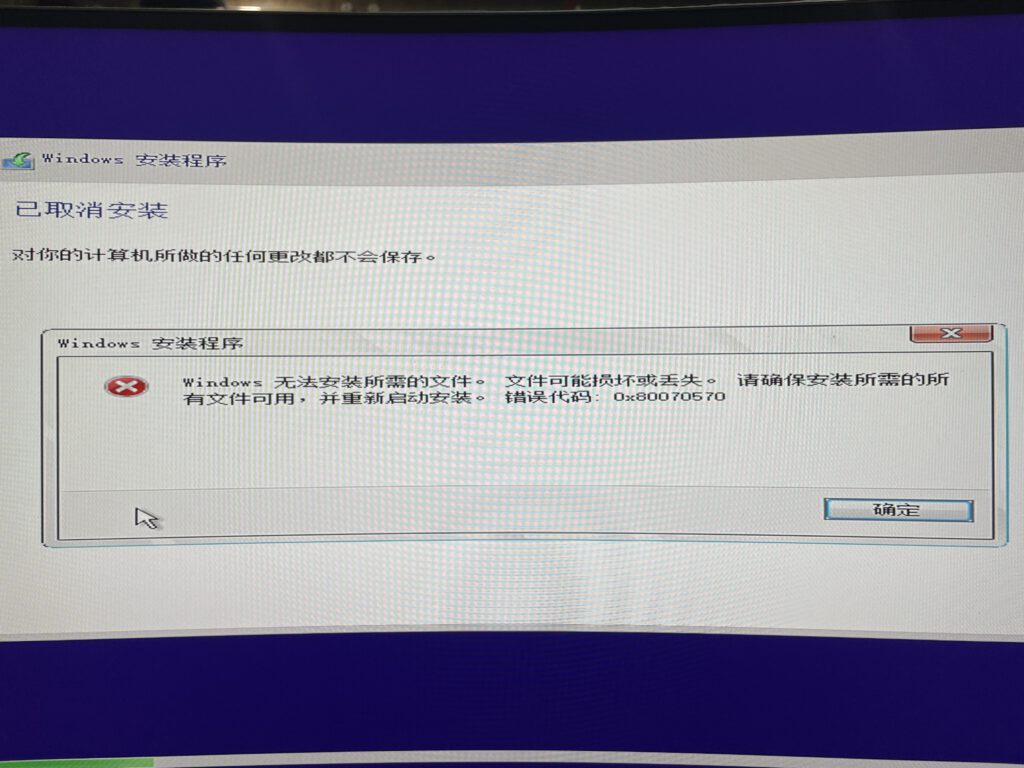 Windows 安装程序
已取消安装
对你的计算机所做的任何更改都不会保存。
Windows 安装程序
Windows 无法安装所需的文件。 文件可能损坏或丢失。 请确保安装所需的所
有文件可用，并重新启动安装。 错误代码: 0x80070570
确定